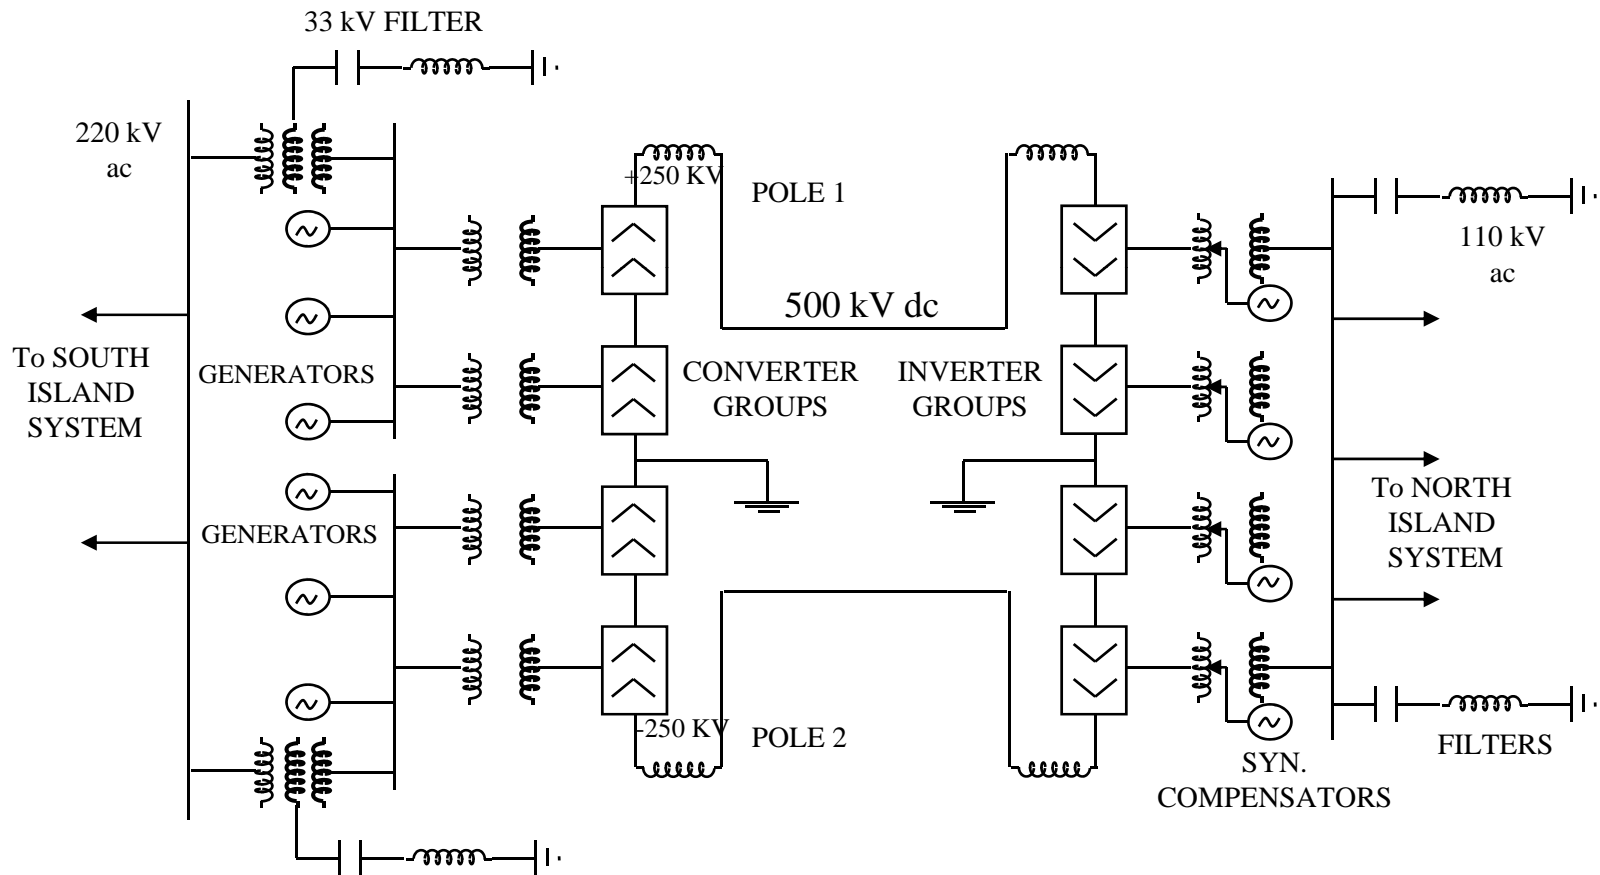 33 kV FILTER
220 kV
ac
+250 KV
POLE 1
110 kV
ac
500 kV dc
To SOUTH
ISLAND
SYSTEM
GENERATORS
CONVERTER
GROUPS
INVERTER
GROUPS
GENERATORS
To NORTH
ISLAND
SYSTEM
-250 KV
POLE 2
SYN.
COMPENSATORS
FILTERS